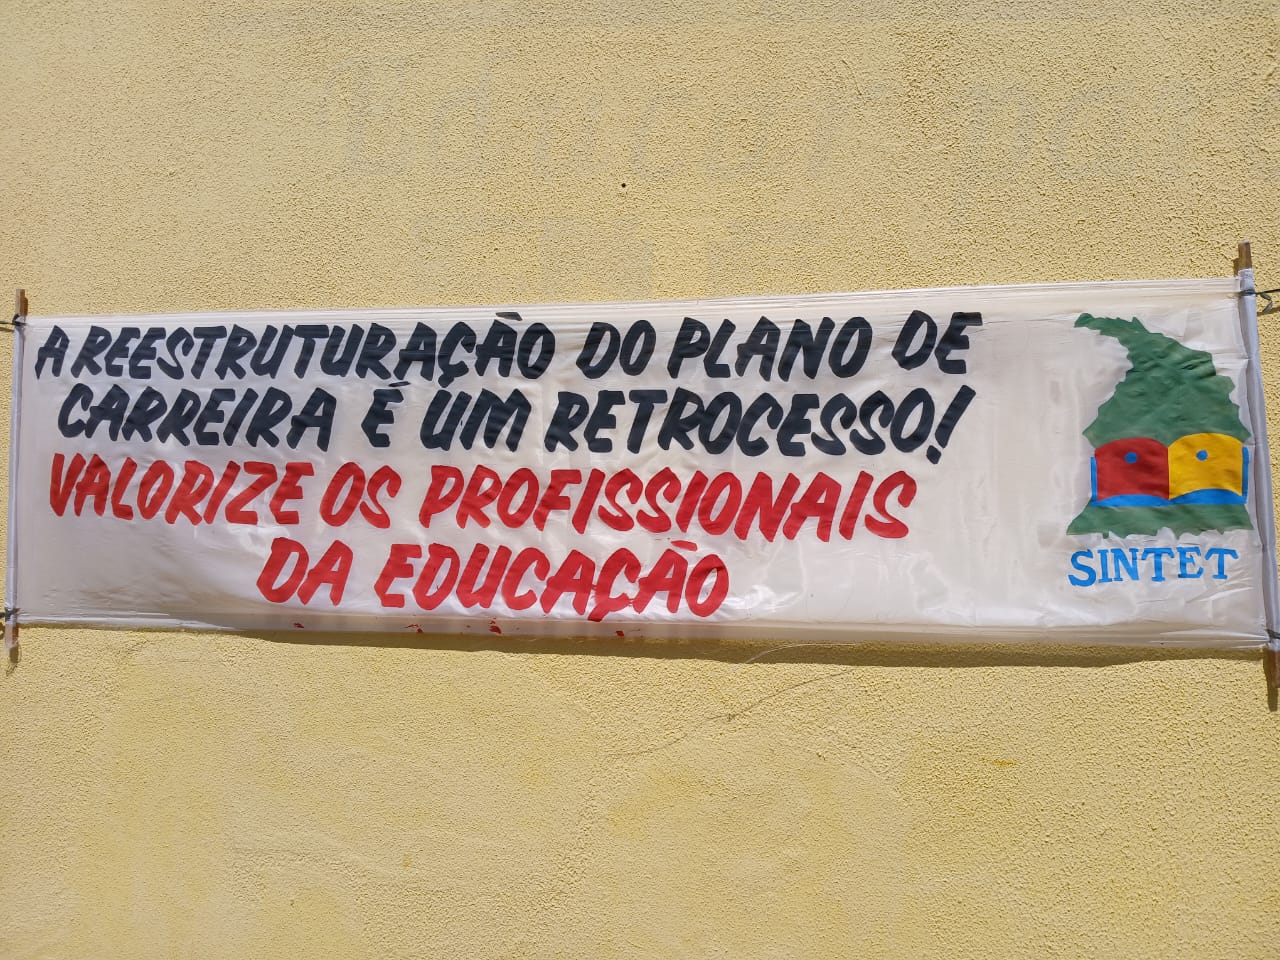 A REESTRUTURAÇÃO DO PLANO DE
CARREIRA É UM RETROCESSO!
VALORIZE OS PROFISSIONAIS
DA EDUCAÇÃO
SINTET